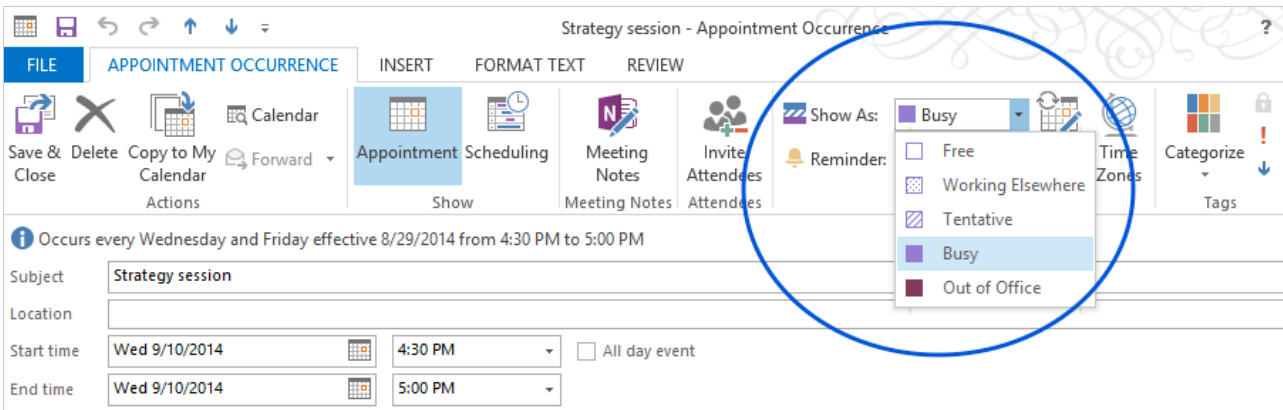 Strategy session - Appointment Occurrence ?
FILE APPOINTMENT OCCURRENCE INSERT FORMAT TEXT REVIEW
Save & Close
Delete
Copy to My Calendar
Calendar
Forward
Actions
Appointment
Scheduling
Show
Meeting Notes
Meeting Notes
Invite Attendees
Attendees
Show As: Busy
Reminder:
Free
Working Elsewhere
Tentative
Busy
Out of Office
Time Zones
Categorize
Tags
Occurs every Wednesday and Friday effective 8/29/2014 from 4:30 PM to 5:00 PM
Subject Strategy session
Location
Start time Wed 9/10/2014 4:30 PM All day event
End time Wed 9/10/2014 5:00 PM